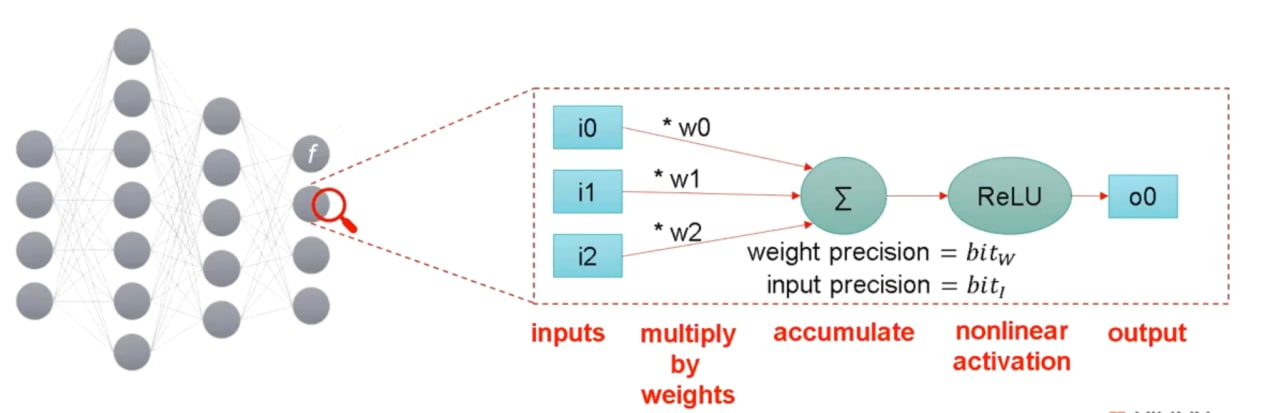 f
i0
* w0
i1
* w1
i2
* w2
Σ
ReLU
o0
weight precision = bit_W
input precision = bit_I
inputs
multiply
by
weights
accumulate
nonlinear
activation
output